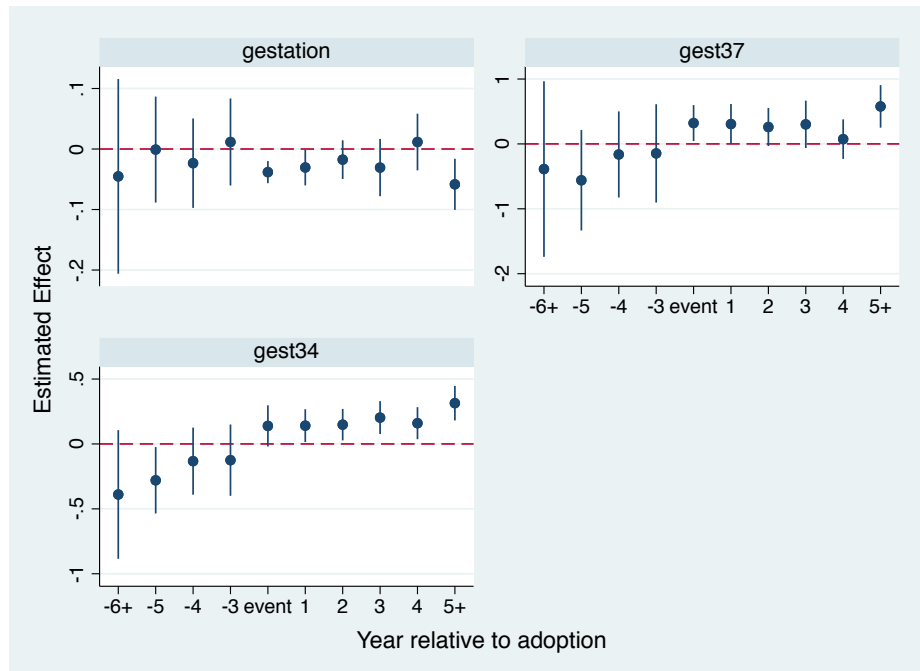 gestation
.1
0
-.1
-.2
gest37
1
0
-1
-2
-6+ -5 -4 -3 event 1 2 3 4 5+
gest34
.5
0
-.5
-1
-6+ -5 -4 -3 event 1 2 3 4 5+
Estimated Effect
Year relative to adoption